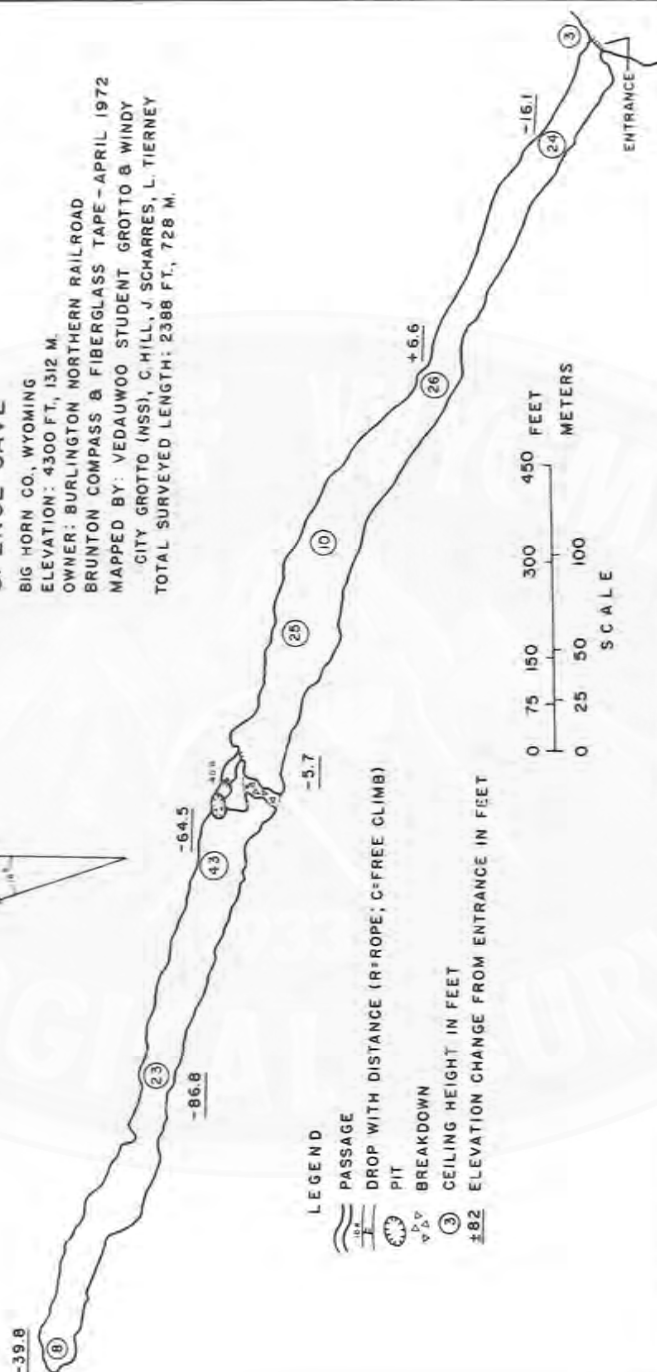 BIG HORN CO., WYOMING
ELEVATION: 4300 FT., 1312 M.
OWNER: BURLINGTON NORTHERN RAILROAD
BRUNTON COMPASS & FIBERGLASS TAPE-APRIL 1972
MAPPED BY: VEDAUWOO STUDENT GROTTO & WINDY
CITY GROTTO (NSS), C. HILL, J. SCHARRES, L. TIERNEY
TOTAL SURVEYED LENGTH: 2388 FT., 728 M.
3
ENTRANCE
-16.1
24
+6.6
26
10
25
-5.7
-64.5
43
23
-86.8
-39.8
8
0 75 150 300 450 FEET
0 25 50 100 METERS
SCALE
LEGEND
PASSAGE
DROP WITH DISTANCE (R=ROPE; C=FREE CLIMB)
PIT
BREAKDOWN
3 CEILING HEIGHT IN FEET
±82 ELEVATION CHANGE FROM ENTRANCE IN FEET